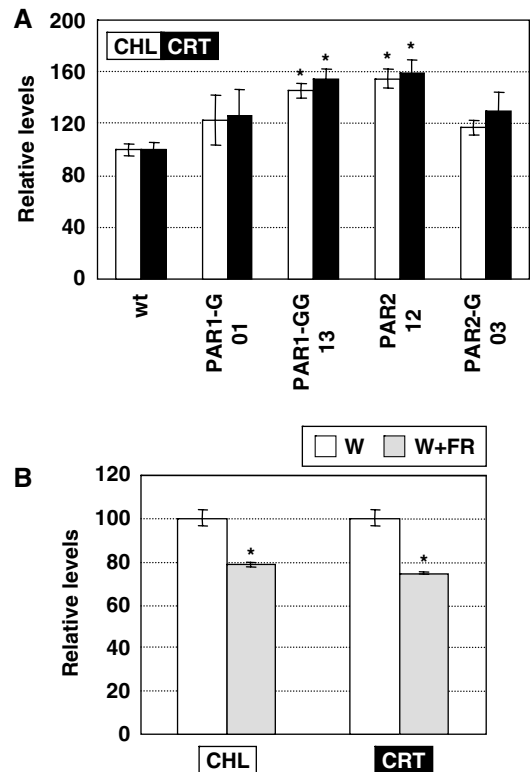 A
CHL CRT
Relative levels
200
160
120
80
40
0
* * * *
wt
PAR1-G 01
PAR1-GG 13
PAR2 12
PAR2-G 03
B
W W+FR
Relative levels
120
100
80
60
40
20
0
* *
CHL CRT